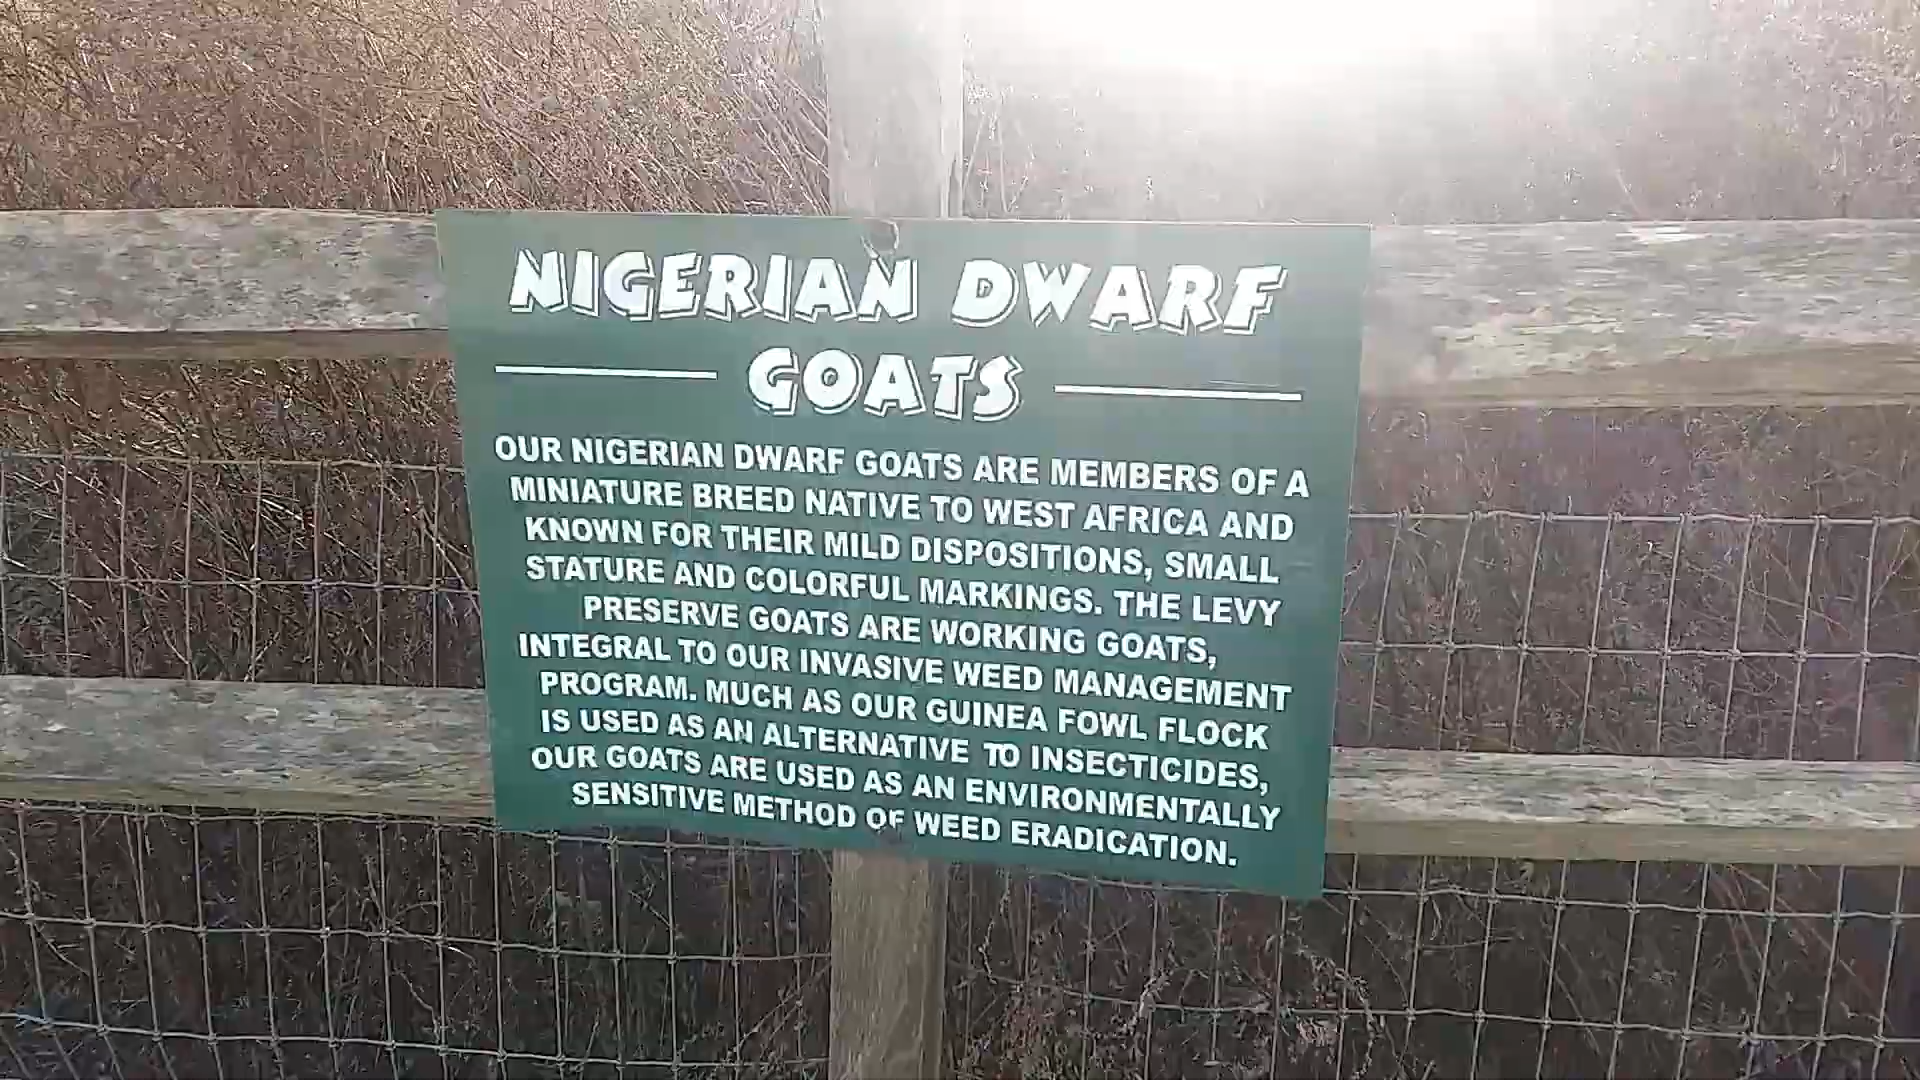 NIGERIAN DWARF
GOATS
OUR NIGERIAN DWARF GOATS ARE MEMBERS OF A
MINIATURE BREED NATIVE TO WEST AFRICA AND
KNOWN FOR THEIR MILD DISPOSITIONS, SMALL
STATURE AND COLORFUL MARKINGS. THE LEVY
PRESERVE GOATS ARE WORKING GOATS,
INTEGRAL TO OUR INVASIVE WEED MANAGEMENT
PROGRAM. MUCH AS OUR GUINEA FOWL FLOCK
IS USED AS AN ALTERNATIVE TO INSECTICIDES,
OUR GOATS ARE USED AS AN ENVIRONMENTALLY
SENSITIVE METHOD OF WEED ERADICATION.